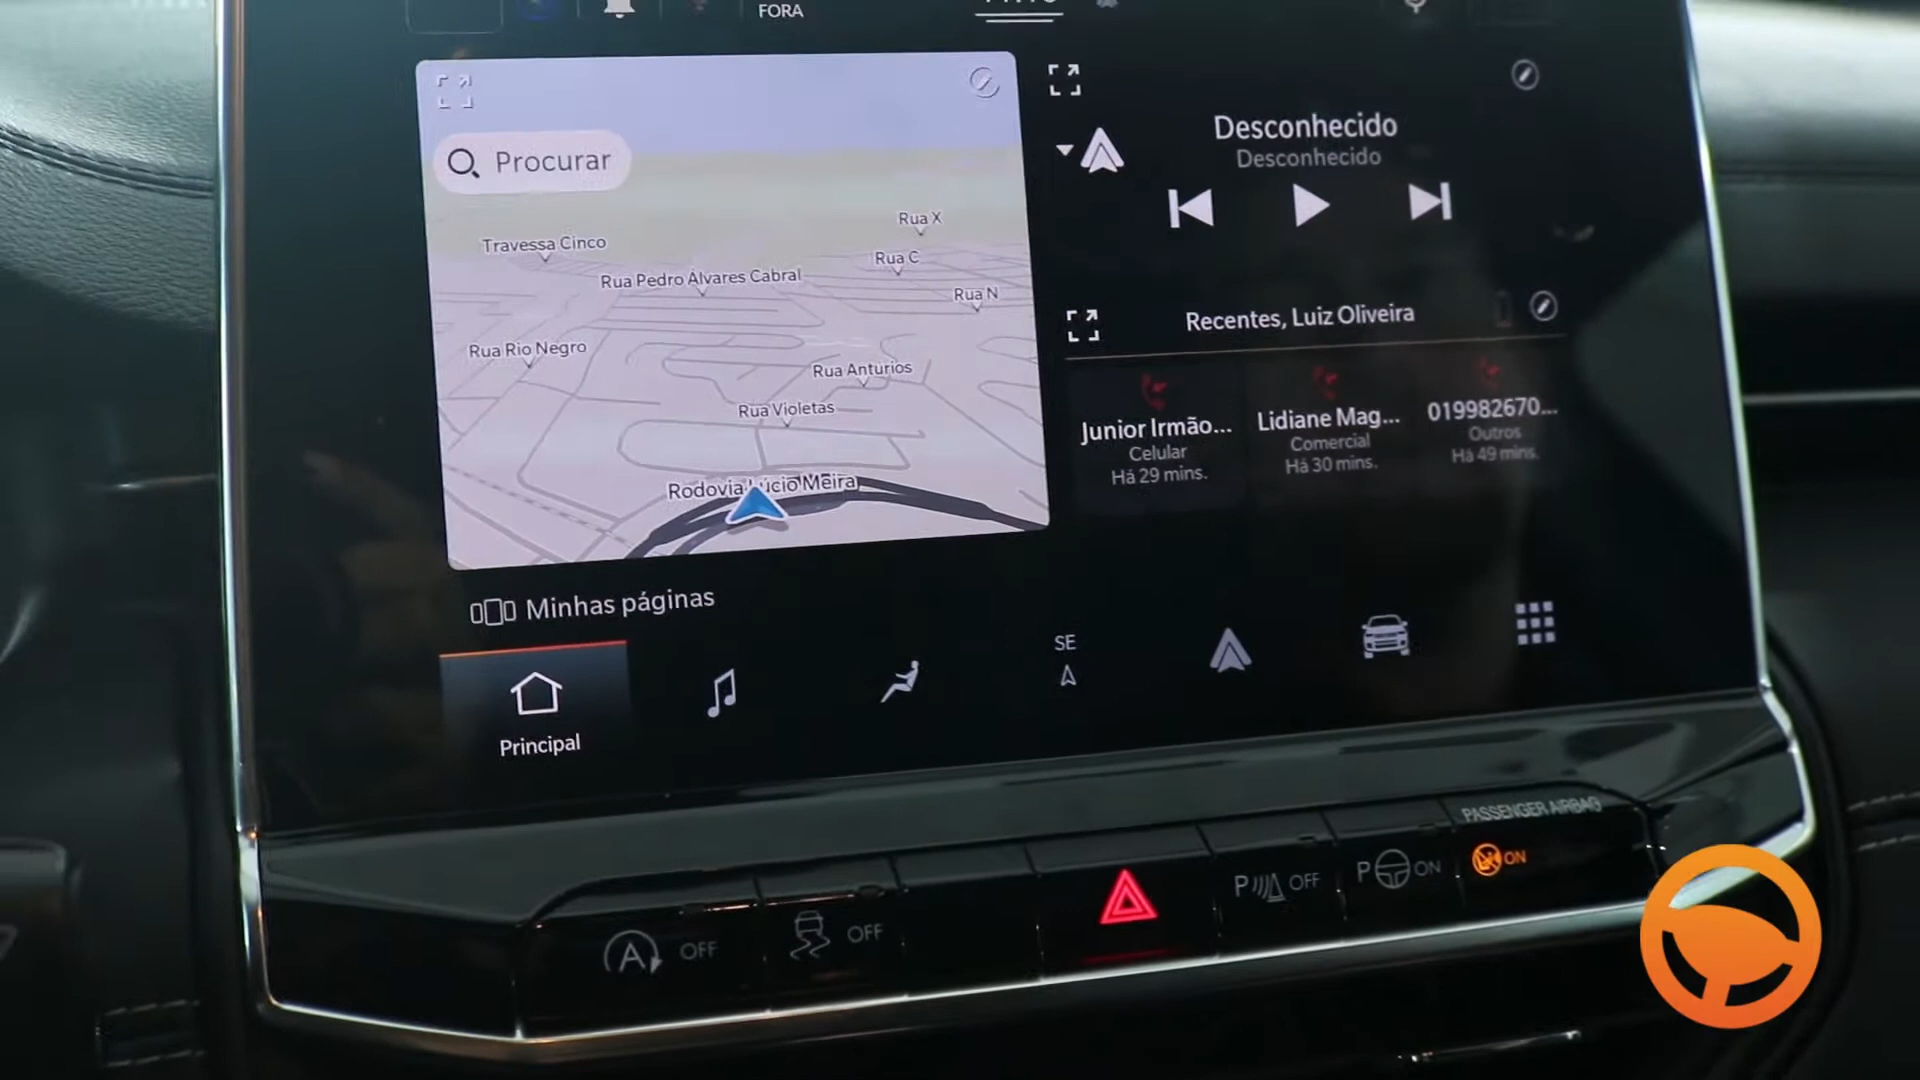 FORA
Procurar
Travessa Cinco
Rua X
Rua Pedro Álvares Cabral
Rua C
Rua N
Rua Rio Negro
Rua Anturios
Rua Violetas
Rodovia Lúcio Meira
Desconhecido
Desconhecido
Recentes, Luiz Oliveira
Junior Irmão...
Celular
Há 29 mins.
Lidiane Mag...
Comercial
Há 30 mins.
019982670...
Outros
Há 49 mins.
Minhas páginas
SE
Principal
PASSENGER AIRBAG
A OFF
OFF
P OFF
P ON
ON